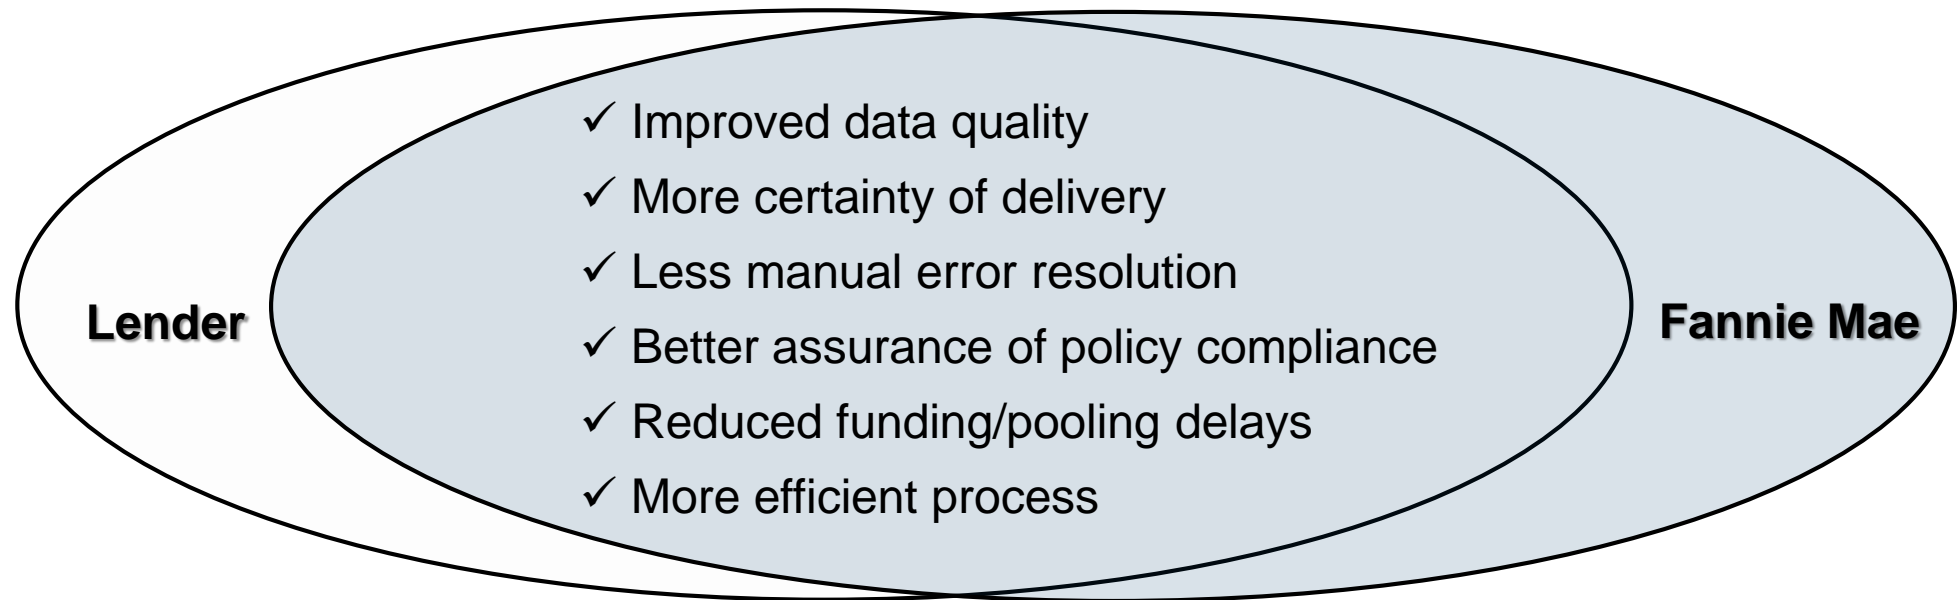 ✓ Improved data quality
✓ More certainty of delivery
✓ Less manual error resolution
Lender
Fannie Mae
✓ Better assurance of policy compliance
✓ Reduced funding/pooling delays
✓ More efficient process